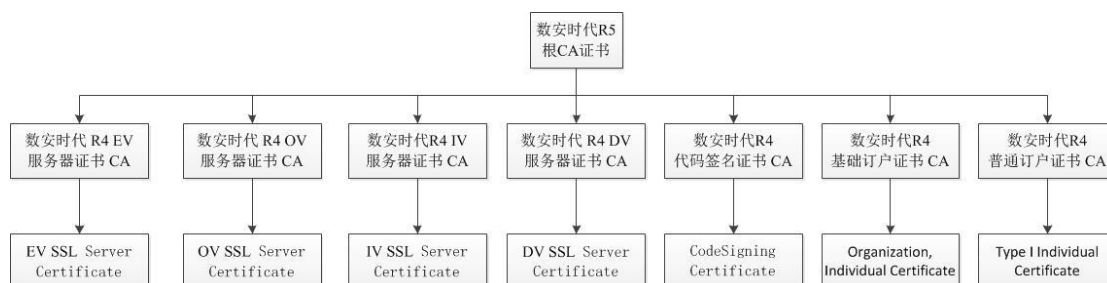 数安时代R5
根CA证书
数安时代 R4 EV
服务器证书 CA
数安时代 R4 OV
服务器证书 CA
数安时代R4 IV
服务器证书 CA
数安时代 R4 DV
服务器证书 CA
数安时代R4
代码签名证书 CA
数安时代R4
基础订户证书 CA
数安时代R4
普通订户证书 CA
EV SSL Server
Certificate
OV SSL Server
Certificate
IV SSL Server
Certificate
DV SSL Server
Certificate
CodeSigning
Certificate
Organization,
Individual Certificate
Type I Individual
Certificate